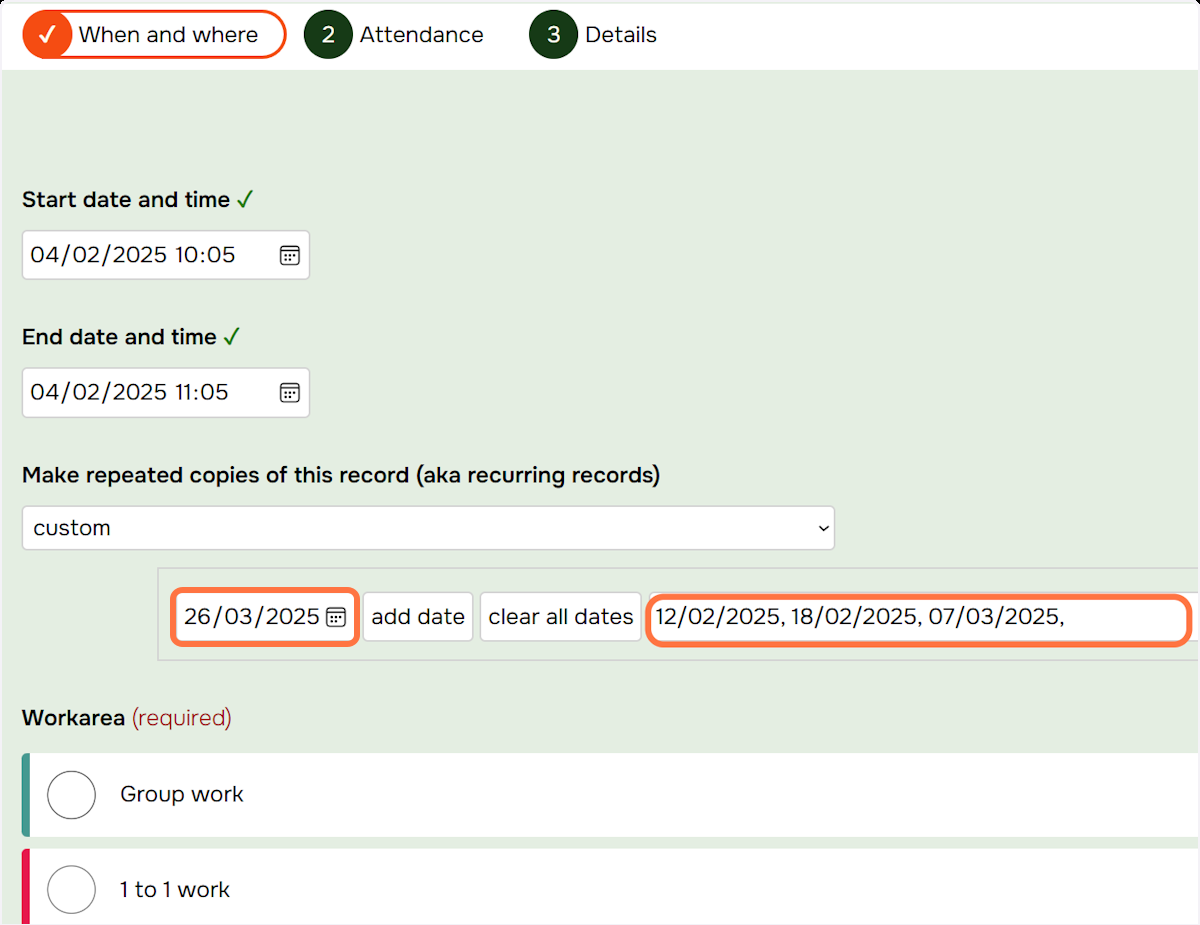 ✓ When and where 2 Attendance 3 Details
Start date and time ✓
04/02/2025 10:05
End date and time ✓
04/02/2025 11:05
Make repeated copies of this record (aka recurring records)
custom
26/03/2025 add date clear all dates 12/02/2025, 18/02/2025, 07/03/2025,
Workarea (required)
Group work
1 to 1 work